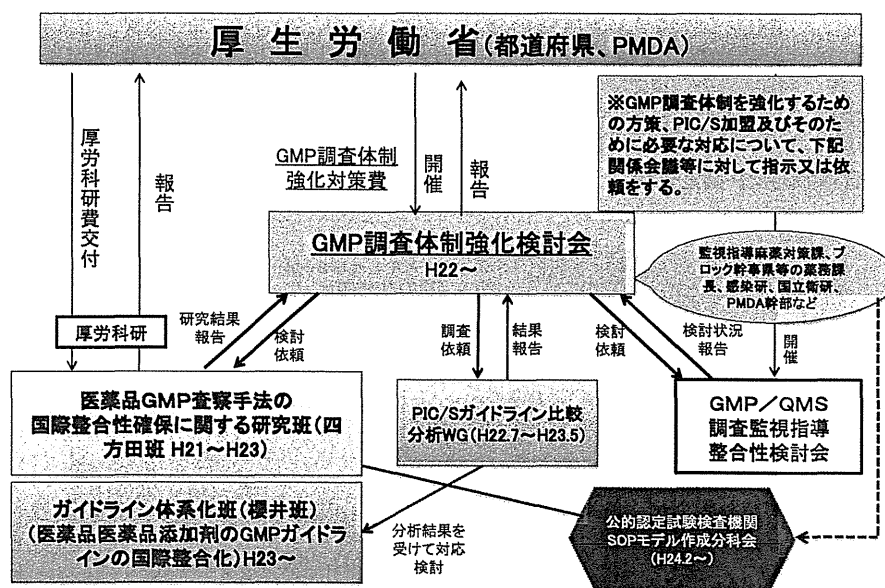 厚生労働省(都道府県、PMDA)
※GMP調査体制を強化するため
の方策、PIC/S加盟及びそのた
めに必要な対応について、下記
関係会議等に対して指示又は依
頼をする。
厚労科研費交付
報告
GMP調査体制
強化対策費
開催
報告
GMP調査体制強化検討会
H22~
監視指導麻薬対策課、ブ
ロック幹事県等の薬務課
長、感染研、国立衛研、
PMDA幹部など
厚労科研
研究結果
報告
検討
依頼
調査
依頼
結果
報告
検討
依頼
検討状況
報告
開催
医薬品GMP査察手法の
国際整合性確保に関する研究班(四
方田班 H21~H23)
PIC/Sガイドライン比較
分析WG(H22.7~H23.5)
GMP/QMS
調査監視指導
整合性検討会
ガイドライン体系化班(櫻井班)
(医薬品医薬品添加剤のGMPガイドラ
インの国際整合化)H23~
分析結果を
受けて対応
検討
公的認定試験検査機関
SOPモデル作成分科会
(H24.2~)